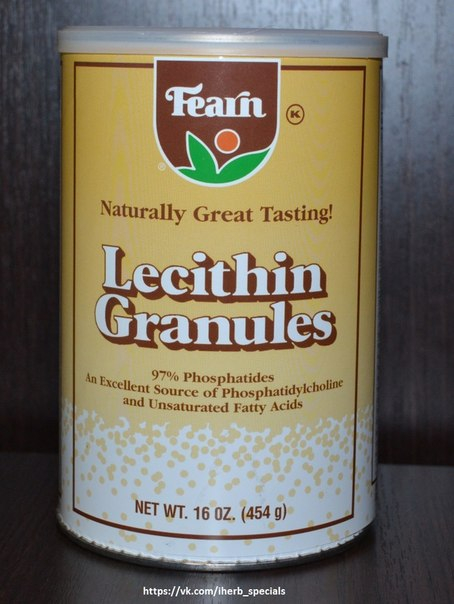 Fearn
K
®
Naturally Great Tasting!
Lecithin
Granules
97% Phosphatides
An Excellent Source of Phosphatidylcholine
and Unsaturated Fatty Acids
NET WT. 16 OZ. (454 g)
https://vk.com/iherb_specials